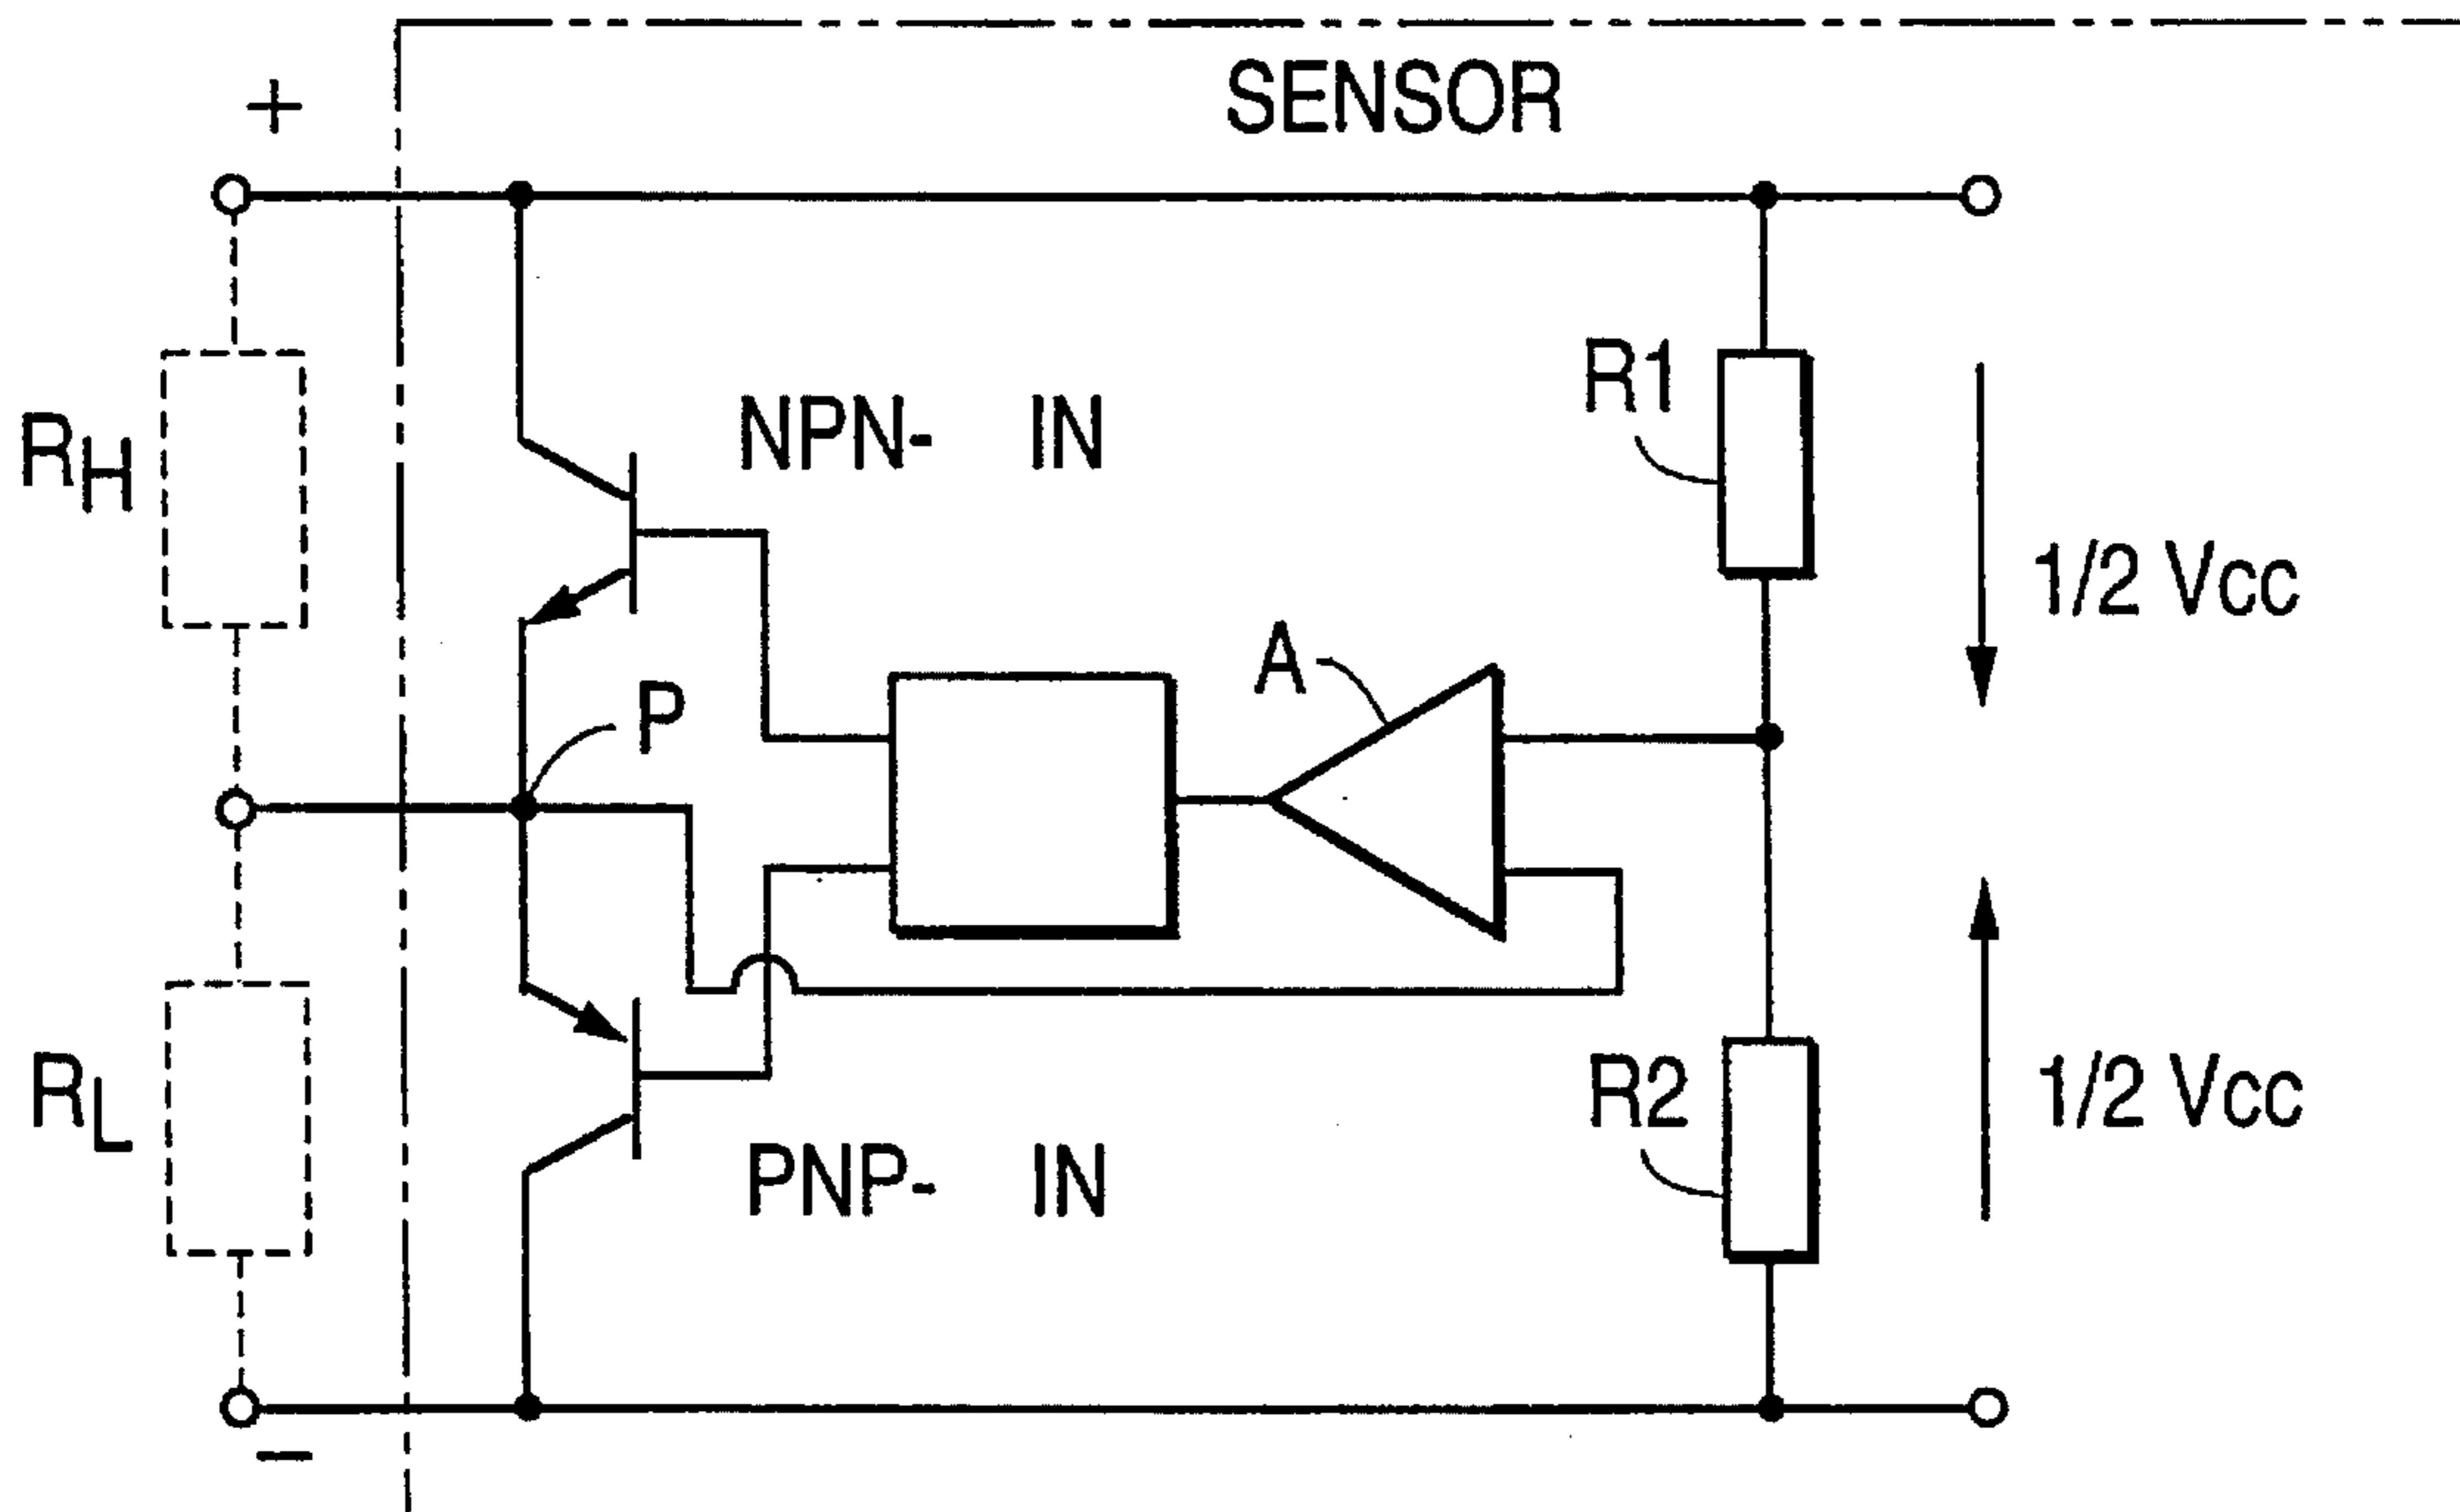 SENSOR
+
R1
NPN- IN
RH
1/2 Vcc
A
P
RL
R2
1/2 Vcc
PNP- IN
-